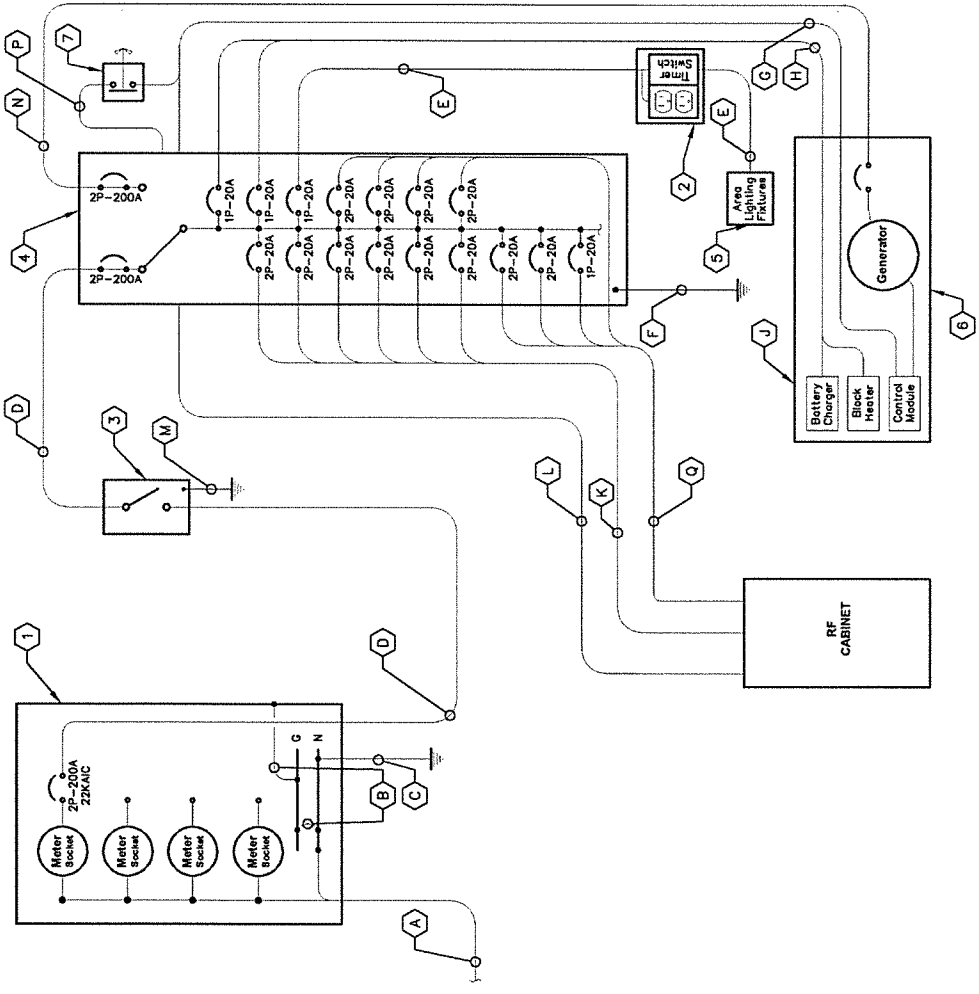 P
7
N
4
2P-200A
2P-200A
1P-20A
1P-20A
1P-20A
2P-20A
2P-20A
2P-20A
2P-20A
2P-20A
2P-20A
2P-20A
2P-20A
2P-20A
2P-20A
2P-20A
2P-20A
1P-20A
E
Timer
Switch
2
E
Area
Lighting
Fixtures
5
G
H
F
J
Generator
6
Battery
Charger
Block
Heater
Control
Module
D
3
M
L
K
Q
RF
CABINET
1
D
2P-200A
22KAIC
Meter
Socket
Meter
Socket
Meter
Socket
Meter
Socket
G
N
B
C
A